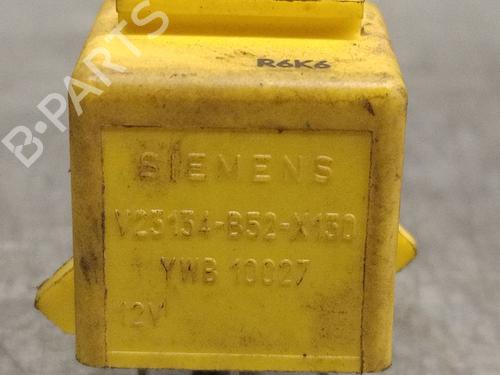 R6K6
SIEMENS
V23134-B52-X130
YWB 10027
12V
B-PARTS